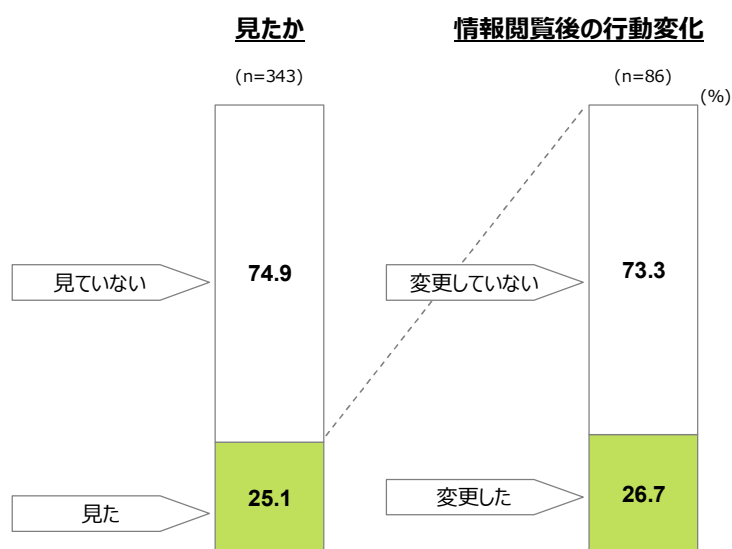 見たか
情報閲覧後の行動変化
(n=343)
(n=86)
(%)
見ていない
74.9
変更していない
73.3
見た
25.1
変更した
26.7